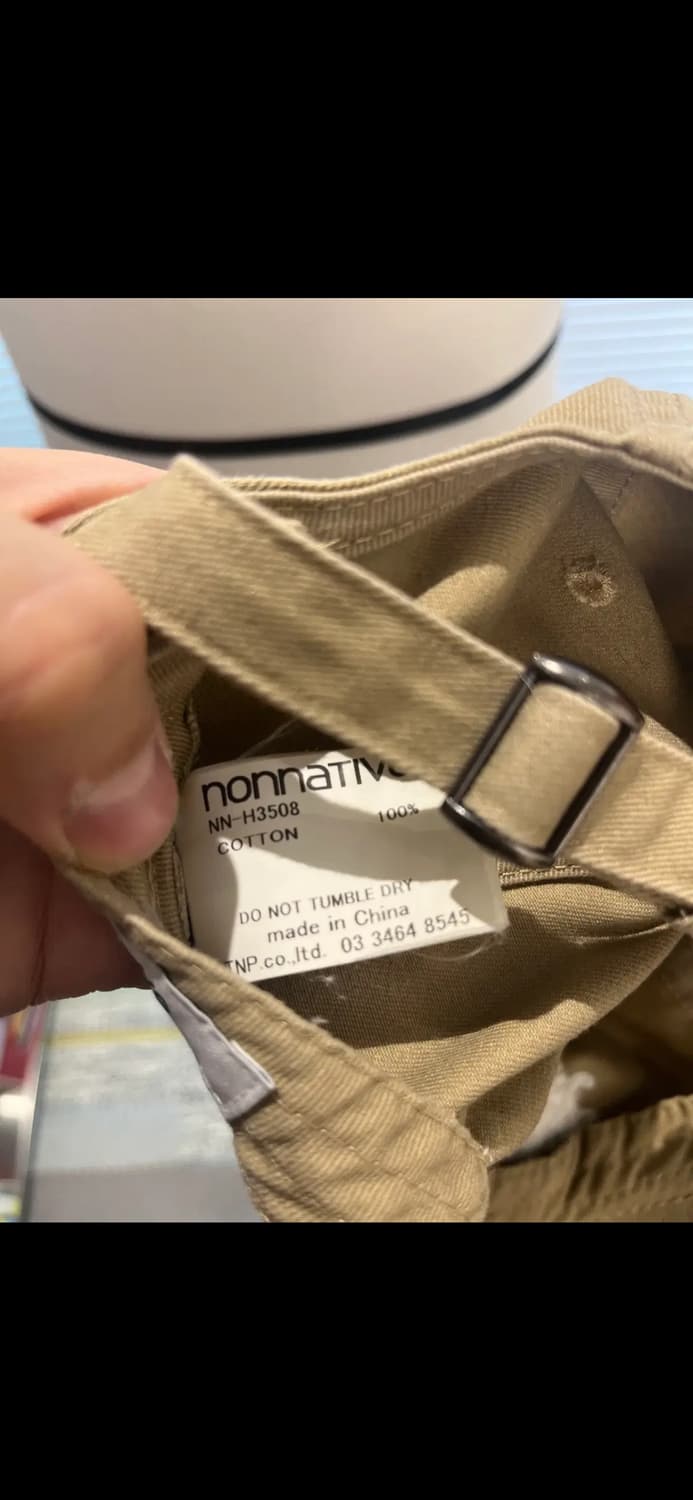 nonnative
NN-H3508
COTTON 100%
DO NOT TUMBLE DRY
made in China
TNP.co.,ltd. 03 3464 8545